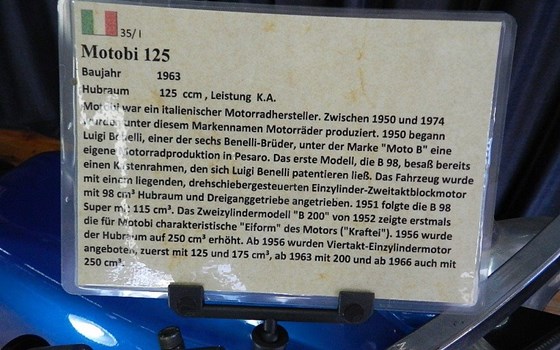 35/ I
Motobi 125
Baujahr 1963
Hubraum 125 ccm , Leistung K.A.
Motobi war ein italienischer Motorradhersteller. Zwischen 1950 und 1974
wurden unter diesem Markennamen Motorräder produziert. 1950 begann
Luigi Benelli, einer der sechs Benelli-Brüder, unter der Marke "Moto B" eine
eigene Motorradproduktion in Pesaro. Das erste Modell, die B 98, besaß bereits
einen Kastenrahmen, den sich Luigi Benelli patentieren ließ. Das Fahrzeug wurde
mit einem liegenden, drehschiebergesteuerten Einzylinder-Zweitaktblockmotor
mit 98 cm³ Hubraum und Dreiganggetriebe angetrieben. 1951 folgte die B 98
Super mit 115 cm³. Das Zweizylindermodell "B 200" von 1952 zeigte erstmals
die für Motobi charakteristische "Eiform" des Motors ("Kraftei"). 1956 wurde
der Hubraum auf 250 cm³ erhöht. Ab 1956 wurden Viertakt-Einzylindermotor
angeboten, zuerst mit 125 und 175 cm³, ab 1963 mit 200 und ab 1966 auch mit
250 cm³.